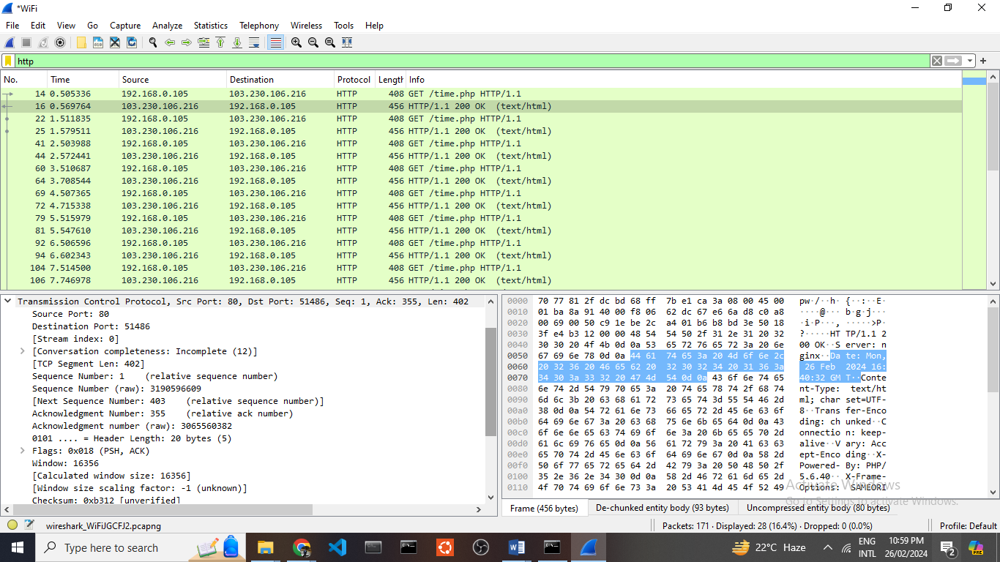 *WiFi
File Edit View Go Capture Analyze Statistics Telephony Wireless Tools Help
http
No. Time Source Destination Protocol Length Info
14 0.505336 192.168.0.105 103.230.106.216 HTTP 408 GET /time.php HTTP/1.1
16 0.569764 103.230.106.216 192.168.0.105 HTTP 456 HTTP/1.1 200 OK (text/html)
22 1.511835 192.168.0.105 103.230.106.216 HTTP 408 GET /time.php HTTP/1.1
25 1.579511 103.230.106.216 192.168.0.105 HTTP 456 HTTP/1.1 200 OK (text/html)
41 2.503988 192.168.0.105 103.230.106.216 HTTP 408 GET /time.php HTTP/1.1
44 2.572441 103.230.106.216 192.168.0.105 HTTP 456 HTTP/1.1 200 OK (text/html)
60 3.510687 192.168.0.105 103.230.106.216 HTTP 408 GET /time.php HTTP/1.1
64 3.708544 103.230.106.216 192.168.0.105 HTTP 456 HTTP/1.1 200 OK (text/html)
69 4.507365 192.168.0.105 103.230.106.216 HTTP 408 GET /time.php HTTP/1.1
72 4.715338 103.230.106.216 192.168.0.105 HTTP 456 HTTP/1.1 200 OK (text/html)
79 5.515979 192.168.0.105 103.230.106.216 HTTP 408 GET /time.php HTTP/1.1
81 5.547610 103.230.106.216 192.168.0.105 HTTP 456 HTTP/1.1 200 OK (text/html)
92 6.506596 192.168.0.105 103.230.106.216 HTTP 408 GET /time.php HTTP/1.1
94 6.602343 103.230.106.216 192.168.0.105 HTTP 456 HTTP/1.1 200 OK (text/html)
104 7.514500 192.168.0.105 103.230.106.216 HTTP 408 GET /time.php HTTP/1.1
106 7.746978 103.230.106.216 192.168.0.105 HTTP 456 HTTP/1.1 200 OK (text/html)
Transmission Control Protocol, Src Port: 80, Dst Port: 51486, Seq: 1, Ack: 355, Len: 402
Source Port: 80
Destination Port: 51486
[Stream index: 0]
[Conversation completeness: Incomplete (12)]
[TCP Segment Len: 402]
Sequence Number: 1 (relative sequence number)
Sequence Number (raw): 3190596609
[Next Sequence Number: 403 (relative sequence number)]
Acknowledgment Number: 355 (relative ack number)
Acknowledgment number (raw): 3065560382
0101 .... = Header Length: 20 bytes (5)
Flags: 0x018 (PSH, ACK)
Window: 16356
[Calculated window size: 16356]
[Window size scaling factor: -1 (unknown)]
Checksum: 0xb312 [unverified]
0000 70 77 81 2f dc bd 68 ff 7b e1 ca 3a 08 00 45 00 pw·/··h· {··:··E·
0010 01 ba 8a 91 40 00 f8 06 62 dc 67 e6 6a d8 c0 a8 ····@··· b·g·j···
0020 00 69 00 50 c9 1e be 2c a4 01 b6 b8 bd 3e 50 18 ·i·P···, ·····>P·
0030 3f e4 b3 12 00 00 48 54 54 50 2f 31 2e 31 20 32 ?·····HT TP/1.1 2
0040 30 30 20 4f 4b 0d 0a 53 65 72 76 65 72 3a 20 6e 00 OK··S erver: n
0050 67 69 6e 78 0d 0a 44 61 74 65 3a 20 4d 6f 6e 2c ginx··Da te: Mon,
0060 20 32 36 20 46 65 62 20 32 30 32 34 20 31 36 3a 26 Feb 2024 16:
0070 34 30 3a 33 32 20 47 4d 54 0d 0a 43 6f 6e 74 65 40:32 GM T··Conte
0080 6e 74 2d 54 79 70 65 3a 20 74 65 78 74 2f 68 74 nt-Type: text/ht
0090 6d 6c 3b 20 63 68 61 72 73 65 74 3d 55 54 46 2d ml; char set=UTF-
00a0 38 0d 0a 54 72 61 6e 73 66 65 72 2d 45 6e 63 6f 8··Trans fer-Enco
00b0 64 69 6e 67 3a 20 63 68 75 6e 6b 65 64 0d 0a 43 ding: ch unked··C
00c0 6f 6e 6e 65 63 74 69 6f 6e 3a 20 6b 65 65 70 2d onnectio n: keep-
00d0 61 6c 69 76 65 0d 0a 56 61 72 79 3a 20 41 63 63 alive··V ary: Acc
00e0 65 70 74 2d 45 6e 63 6f 64 69 6e 67 0d 0a 58 2d ept-Enco ding··X-
00f0 50 6f 77 65 72 65 64 2d 42 79 3a 20 50 48 50 2f Powered- By: PHP/
0100 35 2e 36 2e 34 30 0d 0a 58 2d 46 72 61 6d 65 2d 5.6.40·· X-Frame-
0110 4f 70 74 69 6f 6e 73 3a 20 53 41 4d 45 4f 52 49 Options: SAMEORI
Activate Windows
Go to Settings to activate Windows.
Frame (456 bytes) De-chunked entity body (93 bytes) Uncompressed entity body (80 bytes)
wireshark_WiFiJGCFJ2.pcapng Packets: 171 · Displayed: 28 (16.4%) · Dropped: 0 (0.0%) Profile: Default
Type here to search 22°C Haze ENG INTL 10:59 PM 26/02/2024 2 PRE